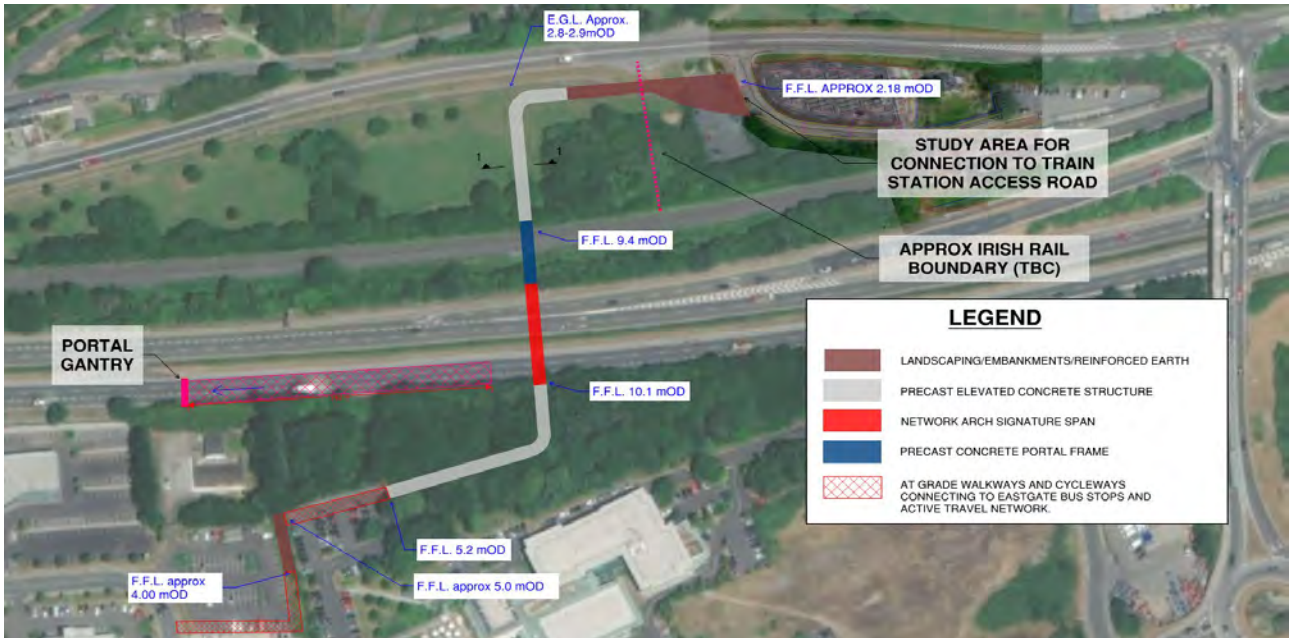 E.G.L. Approx.
2.8-2.9mOD
F.F.L. APPROX 2.18 mOD
STUDY AREA FOR
CONNECTION TO TRAIN
STATION ACCESS ROAD
1
1
F.F.L. 9.4 mOD
APPROX IRISH RAIL
BOUNDARY (TBC)
PORTAL
GANTRY
F.F.L. 10.1 mOD
F.F.L. 5.2 mOD
F.F.L. approx 5.0 mOD
F.F.L. approx
4.00 mOD
LEGEND
LANDSCAPING/EMBANKMENTS/REINFORCED EARTH
PRECAST ELEVATED CONCRETE STRUCTURE
NETWORK ARCH SIGNATURE SPAN
PRECAST CONCRETE PORTAL FRAME
AT GRADE WALKWAYS AND CYCLEWAYS
CONNECTING TO EASTGATE BUS STOPS AND
ACTIVE TRAVEL NETWORK.